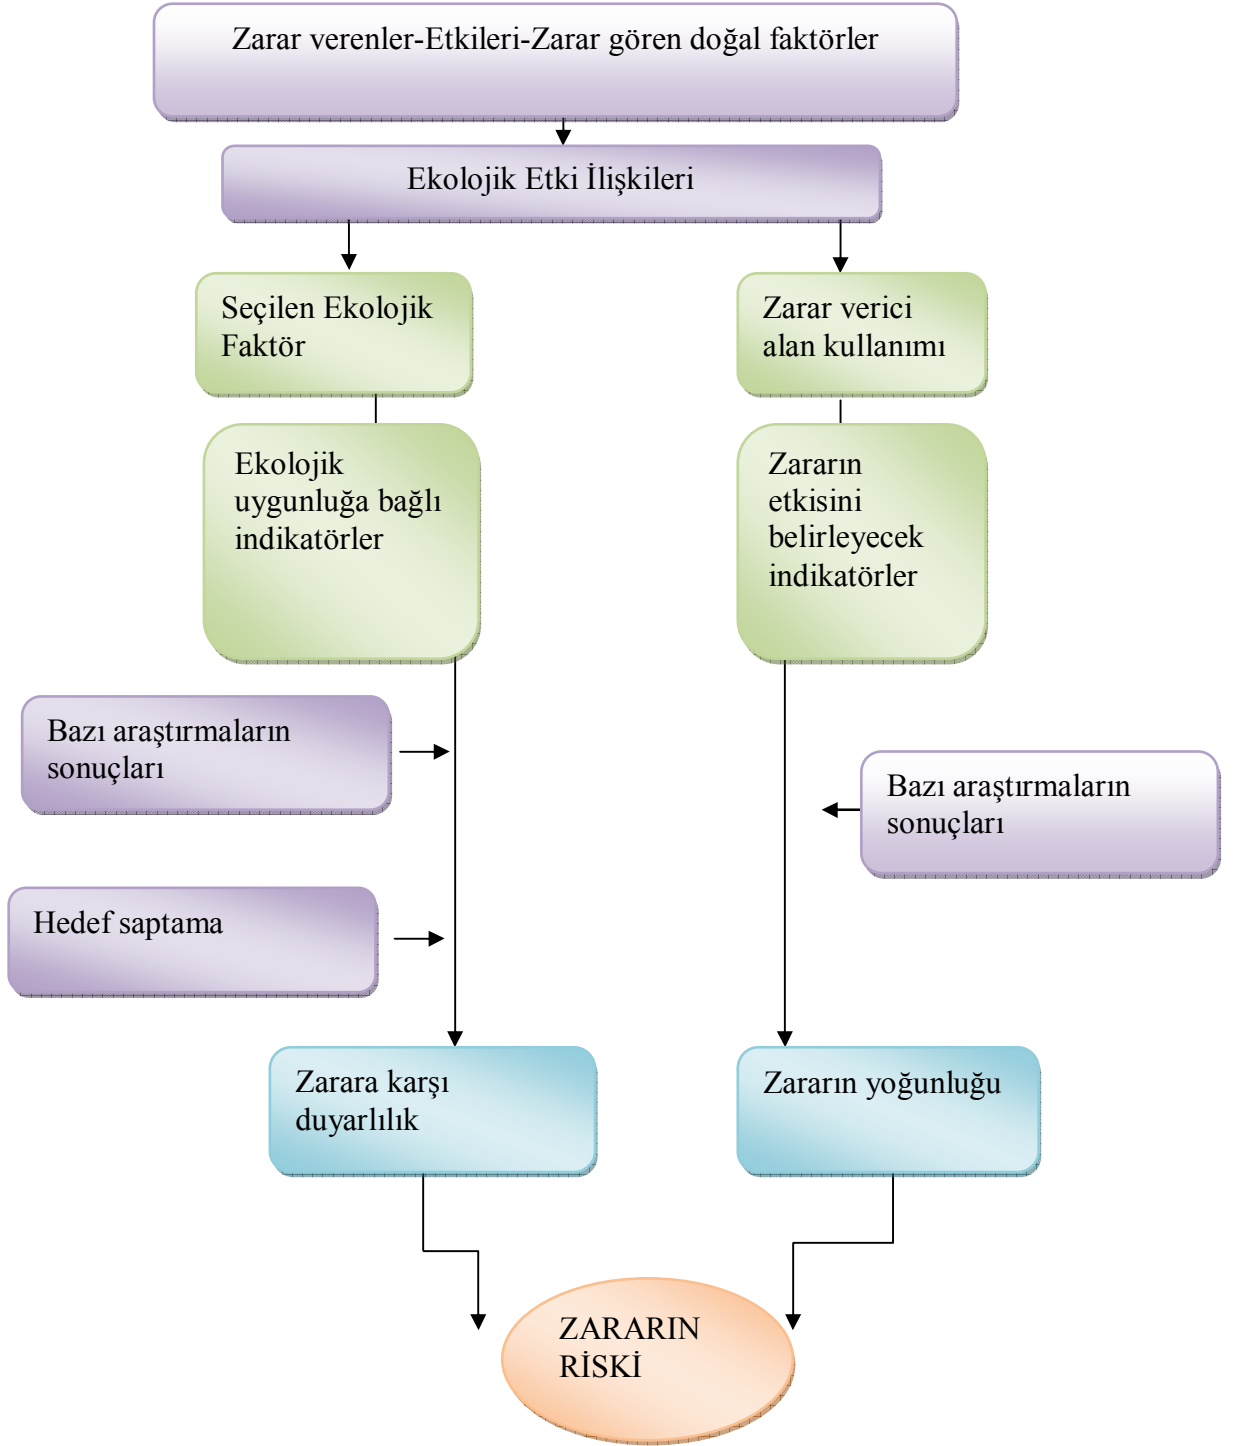 Zarar verenler-Etkileri-Zarar gören doğal faktörler
Ekolojik Etki İlişkileri
Seçilen Ekolojik
Faktör
Zarar verici
alan kullanımı
Ekolojik
uygunluğa bağlı
indikatörler
Zararın
etkisini
belirleyecek
indikatörler
Bazı araştırmaların
sonuçları
Bazı araştırmaların
sonuçları
Hedef saptama
Zarara karşı
duyarlılık
Zararın yoğunluğu
ZARARIN
RİSKİ